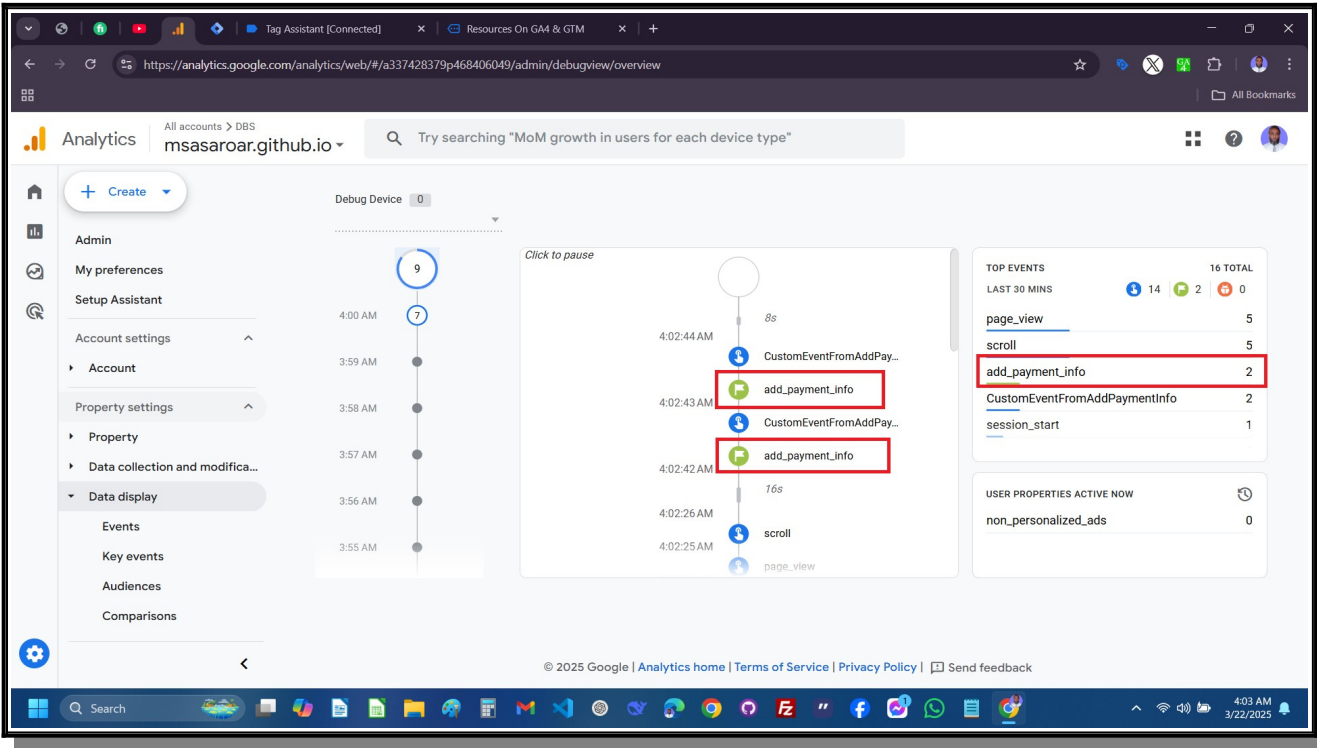 Tag Assistant [Connected]
Resources On GA4 & GTM
https://analytics.google.com/analytics/web/#/a337428379p468406049/admin/debugview/overview
All Bookmarks
Analytics
All accounts > DBS
msasaroar.github.io
Try searching "MoM growth in users for each device type"
Create
Admin
My preferences
Setup Assistant
Account settings
Account
Property settings
Property
Data collection and modifica...
Data display
Events
Key events
Audiences
Comparisons
Debug Device 0
9
4:00 AM 7
3:59 AM
3:58 AM
3:57 AM
3:56 AM
3:55 AM
Click to pause
8s
4:02:44 AM
CustomEventFromAddPay...
add_payment_info
4:02:43 AM
CustomEventFromAddPay...
add_payment_info
4:02:42 AM
16s
4:02:26 AM
scroll
4:02:25 AM
page_view
TOP EVENTS 16 TOTAL
LAST 30 MINS 14 2 0
page_view 5
scroll 5
add_payment_info 2
CustomEventFromAddPaymentInfo 2
session_start 1
USER PROPERTIES ACTIVE NOW
non_personalized_ads 0
© 2025 Google | Analytics home | Terms of Service | Privacy Policy | Send feedback
Search
4:03 AM
3/22/2025